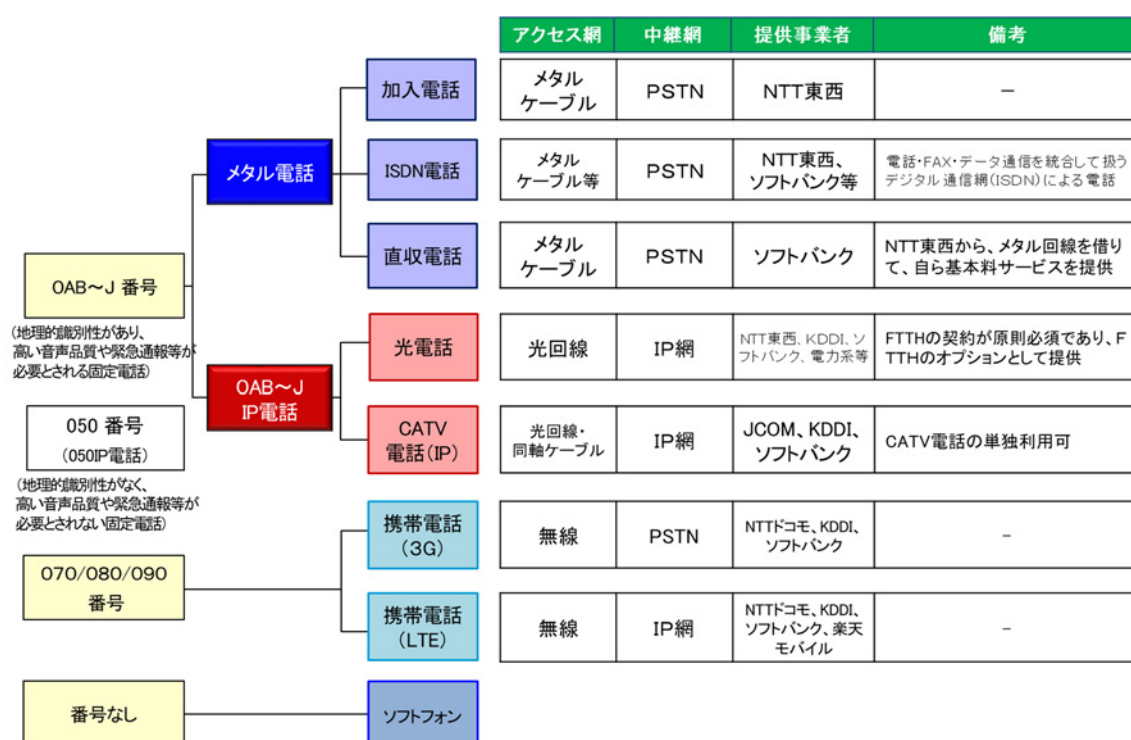 アクセス網 中継網 提供事業者 備考
加入電話
メタル
ケーブル
PSTN
NTT東西
－
メタル電話
ISDN電話
メタル
ケーブル等
PSTN
NTT東西、
ソフトバンク等
電話・FAX・データ通信を統合して扱う
デジタル通信網(ISDN)による電話
直収電話
メタル
ケーブル
PSTN
ソフトバンク
NTT東西から、メタル回線を借り
て、自ら基本料サービスを提供
0AB～J 番号
(地理的識別性があり、
高い音声品質や緊急通報等が
必要とされる固定電話)
光電話
光回線
IP網
NTT東西、KDDI、ソ
フトバンク、電力系等
FTTHの契約が原則必須であり、F
TTHのオプションとして提供
0AB～J
IP電話
CATV
電話(IP)
光回線・
同軸ケーブル
IP網
JCOM、KDDI、
ソフトバンク
CATV電話の単独利用可
050 番号
(050IP電話)
(地理的識別性がなく、
高い音声品質や緊急通報等が
必要とされない固定電話)
携帯電話
(3G)
無線
PSTN
NTTドコモ、KDDI、
ソフトバンク
－
070/080/090
番号
携帯電話
(LTE)
無線
IP網
NTTドコモ、KDDI、
ソフトバンク、楽天
モバイル
－
番号なし
ソフトフォン